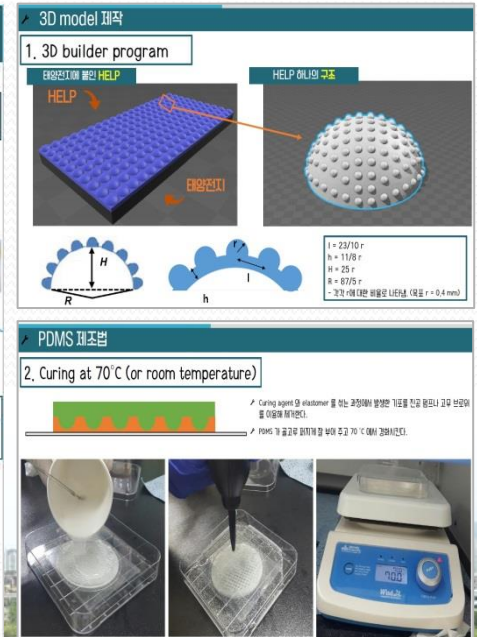 3D model 제작
1. 3D builder program
태양전지에 붙인 HELP
HELP 하나의 구조
HELP
태양전지
H
R
r
l
h
l = 23/10 r
h = 11/8 r
H = 25 r
R = 87/5 r
- 각각 r에 대한 비율로 나타냄. (목표 r = 0.4 mm)
PDMS 제조법
2. Curing at 70°C (or room temperature)
Curing agent 와 elastomer 를 섞는 과정에서 발생한 기포를 진공 펌프나 고무 브로워
를 이용해 제거한다.
PDMS 가 골고루 퍼지게 잘 부어 주고 70 °C 에서 경화시킨다.
70.0